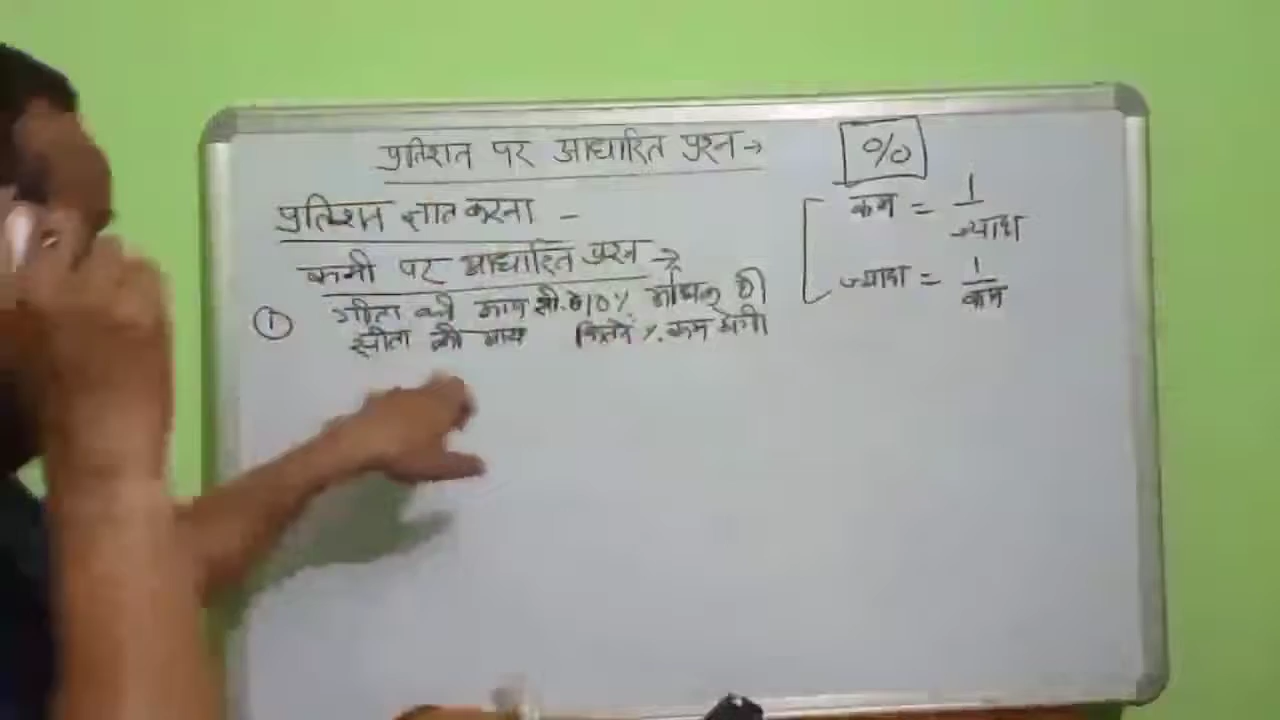 प्रतिशत पर आधारित प्रश्न →
%
प्रतिशत ज्ञात करना -
कमी पर आधारित प्रश्न →
① गीता की आय सी. से 10% अधिक है
सीता की आय कितने % कम होगी
कम = 1/ज्यादा
ज्यादा = 1/कम